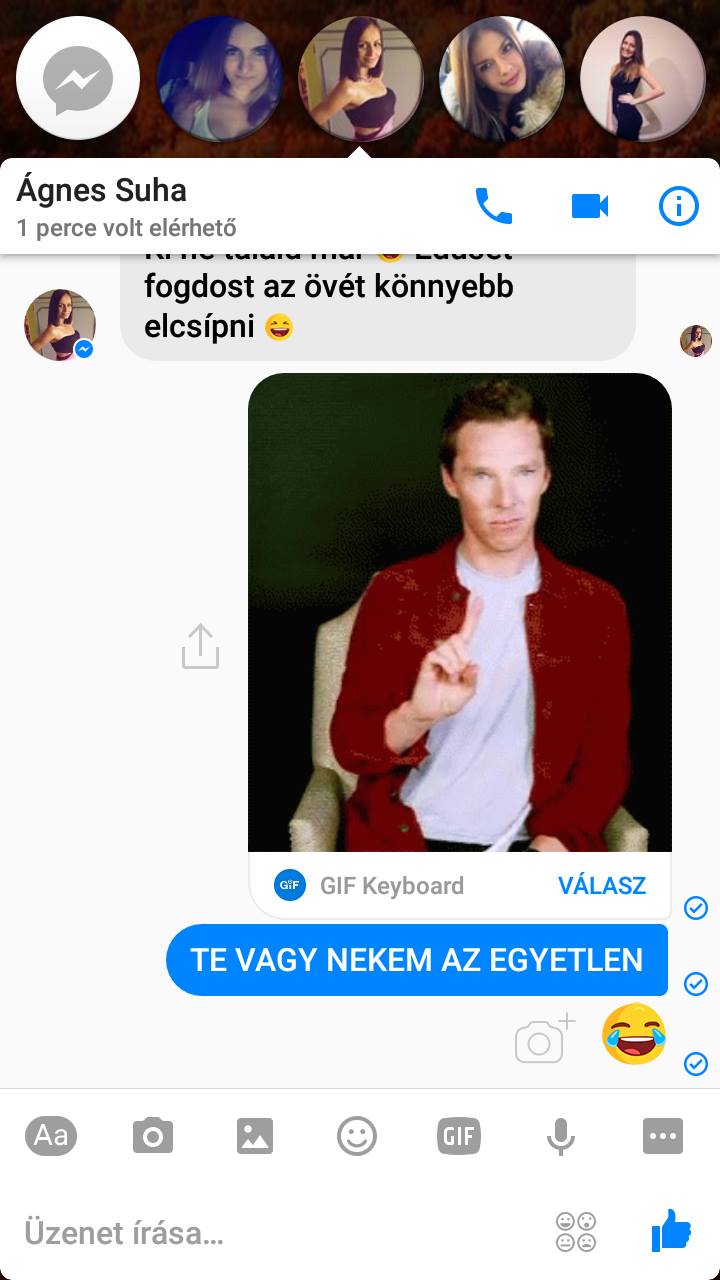 Ágnes Suha
1 perce volt elérhető
fogdost az övét könnyebb
elcsípni
GIF
GIF Keyboard
VÁLASZ
TE VAGY NEKEM AZ EGYETLEN
Aa
GIF
Üzenet írása...